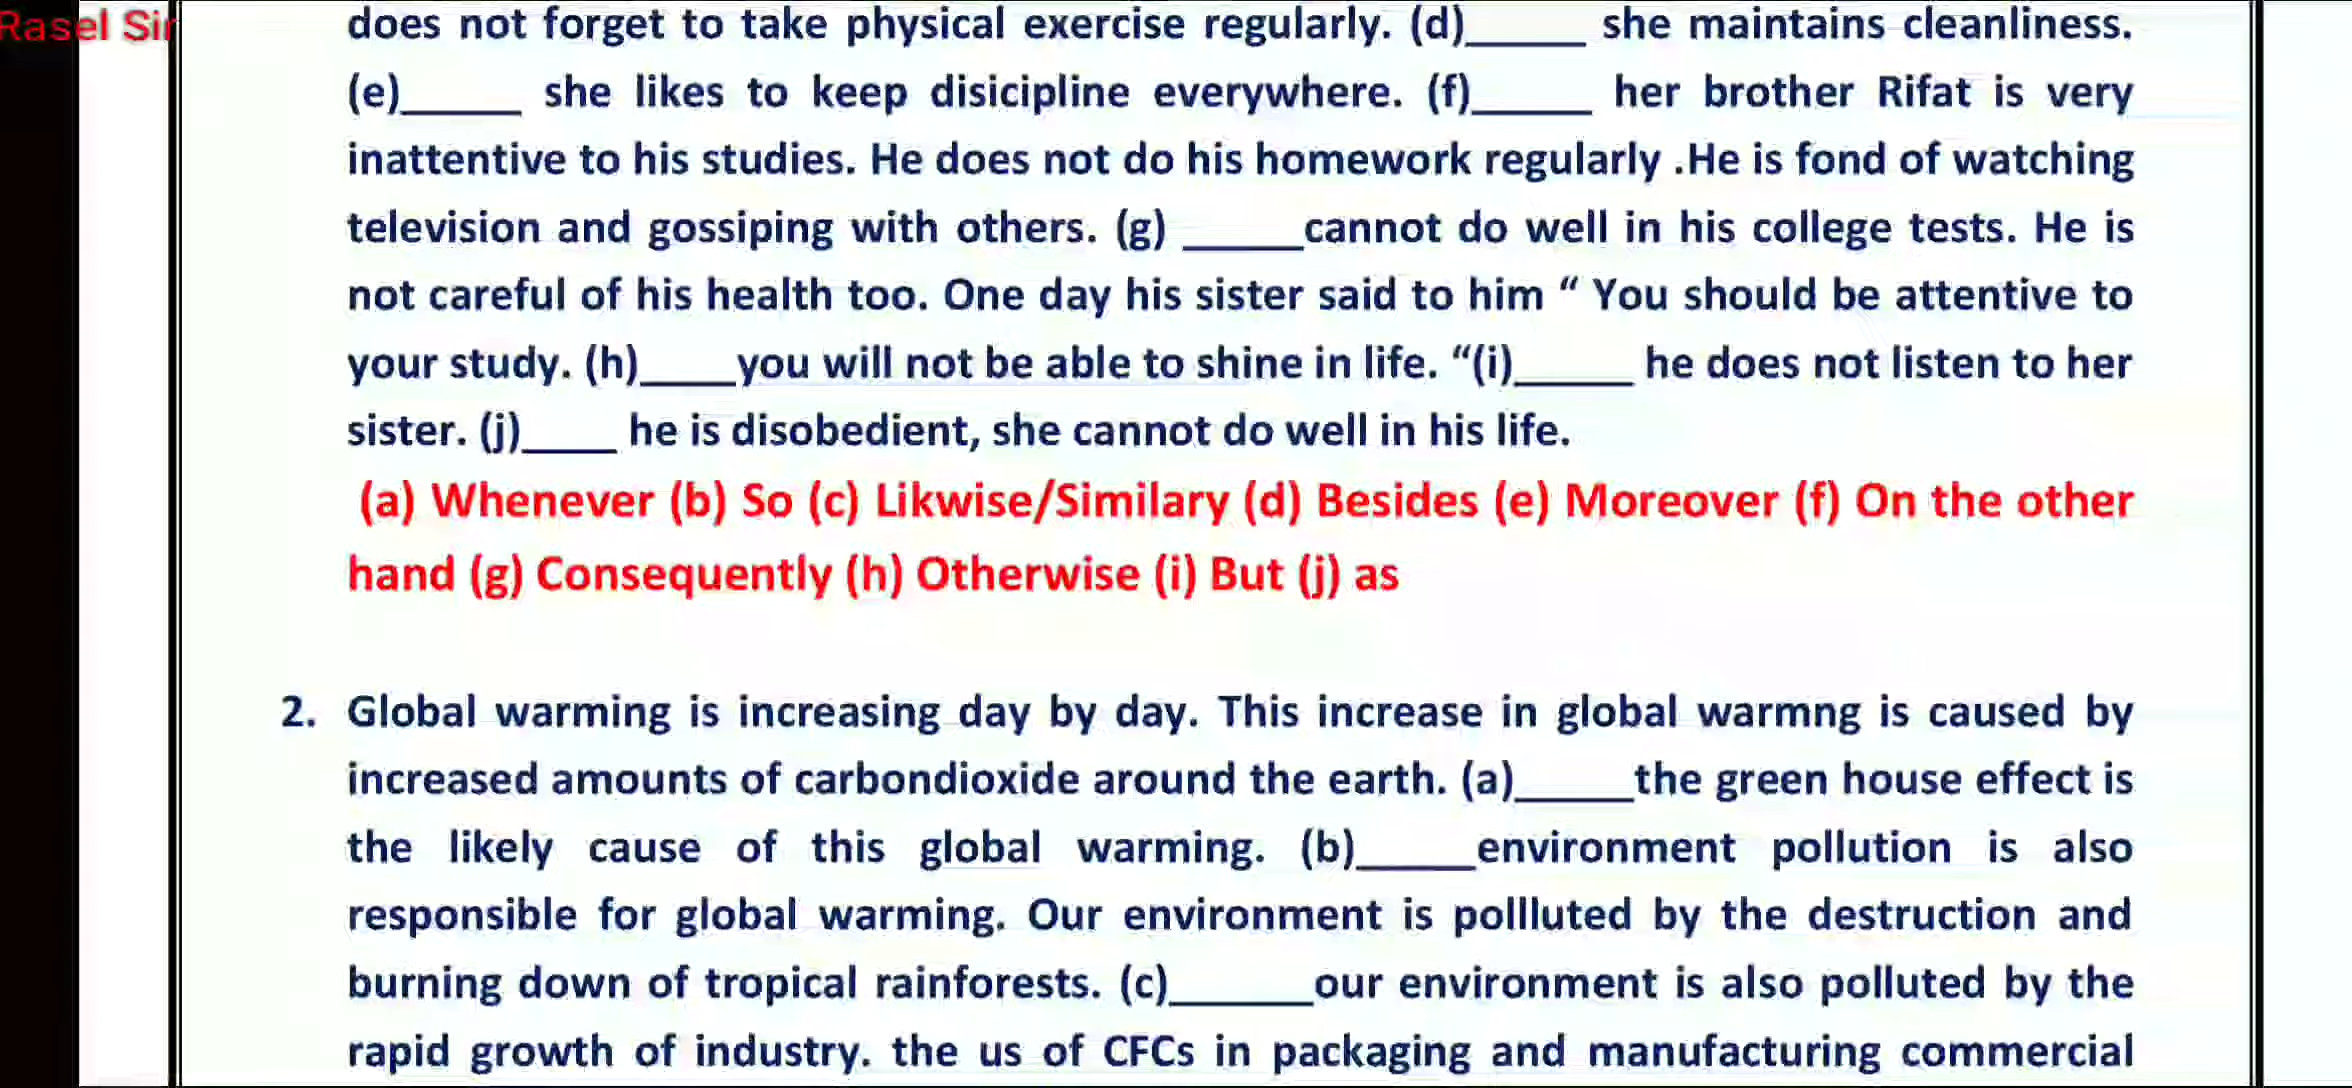 Rasel Sir
does not forget to take physical exercise regularly. (d)_____ she maintains cleanliness.
(e)_____ she likes to keep disicipline everywhere. (f)_____ her brother Rifat is very
inattentive to his studies. He does not do his homework regularly .He is fond of watching
television and gossiping with others. (g) _____cannot do well in his college tests. He is
not careful of his health too. One day his sister said to him “ You should be attentive to
your study. (h)____you will not be able to shine in life. “(i)_____ he does not listen to her
sister. (j)____ he is disobedient, she cannot do well in his life.
(a) Whenever (b) So (c) Likwise/Similary (d) Besides (e) Moreover (f) On the other
hand (g) Consequently (h) Otherwise (i) But (j) as
2. Global warming is increasing day by day. This increase in global warmng is caused by
increased amounts of carbondioxide around the earth. (a)_____the green house effect is
the likely cause of this global warming. (b)_____environment pollution is also
responsible for global warming. Our environment is pollluted by the destruction and
burning down of tropical rainforests. (c)______our environment is also polluted by the
rapid growth of industry. the us of CFCs in packaging and manufacturing commercial